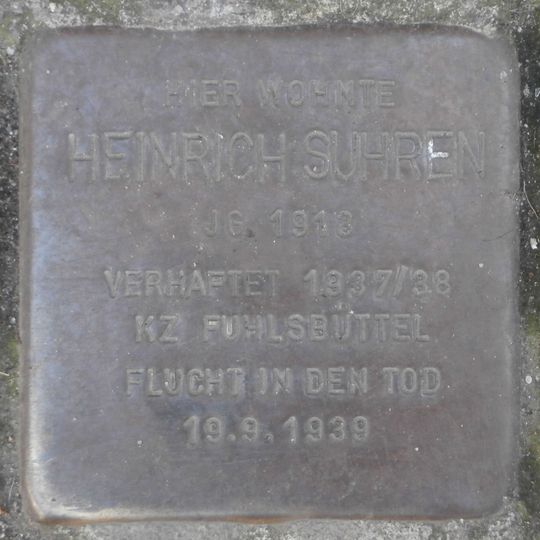 HIER WOHNTE
HEINRICH SUHREN
JG. 1913
VERHAFTET 1937/38
KZ FUHLSBÜTTEL
FLUCHT IN DEN TOD
19.9.1939